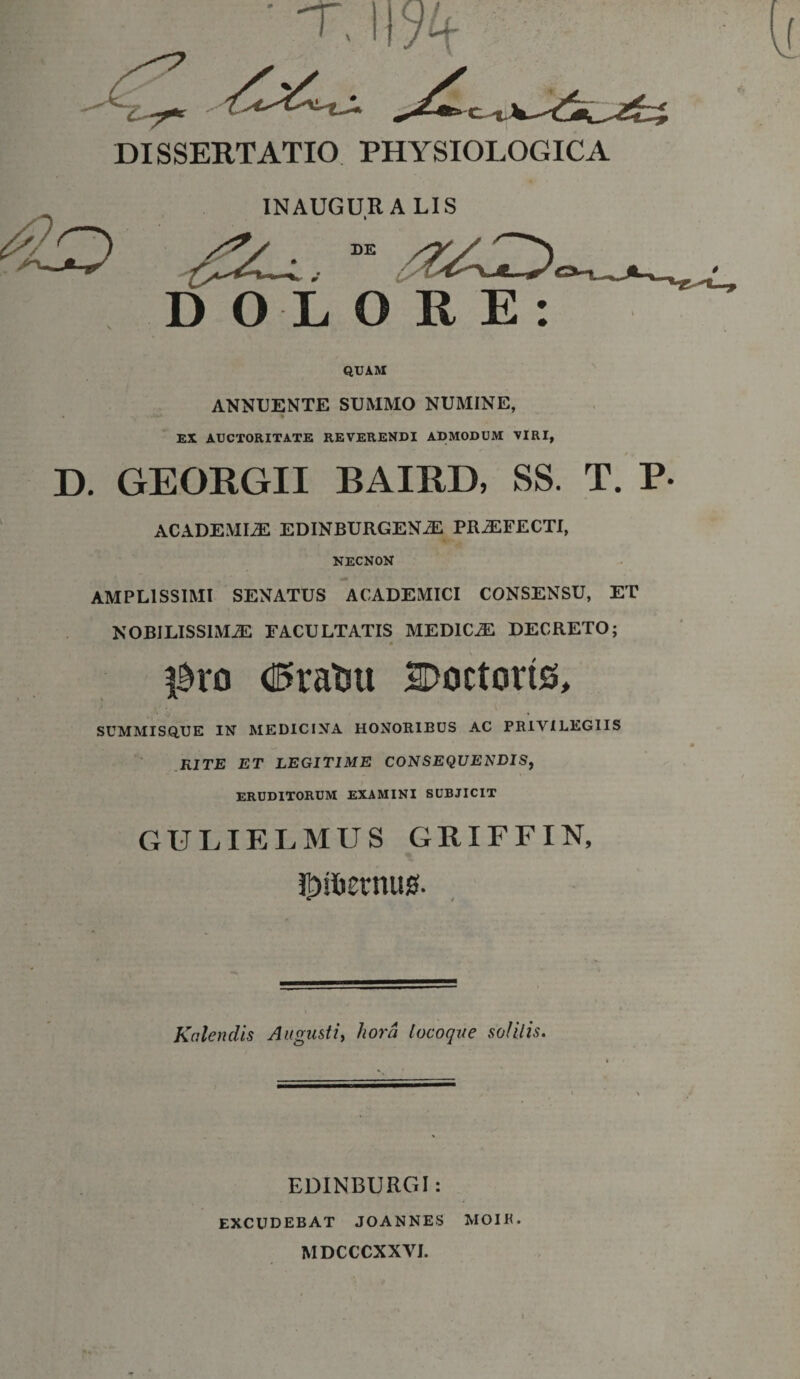 T. 1194
DISSERTATIO PHYSIOLOGICA
INAUGURALIS
DE
DOLORE:
QUAM
ANNUENTE SUMMO NUMINE,
EX AUCTORITATE REVERENDI ADMODUM VIRI,
D. GEORGII BAIRD, SS. T. P.
ACADEMIÆ EDINBURGENÆ PRÆFECTI,
NECNON
AMPLISSIMI SENATUS ACADEMICI CONSENSU, ET
NOBILISSIMÆ FACULTATIS MEDICÆ DECRETO;
Pro Gradu Doctoris,
SUMMISQUE IN MEDICINA HONORIBUS AC PRIVILEGIIS
RITE ET LEGITIME CONSEQUENDIS,
ERUDITORUM EXAMINI SUBJICIT
GULIELMUS GRIFFIN,
Hibernus.
Kalendis Augusti, horâ locoque solitis.
EDINBURGI:
EXCUDEBAT JOANNES MOIR.
MDCCCXXVI.